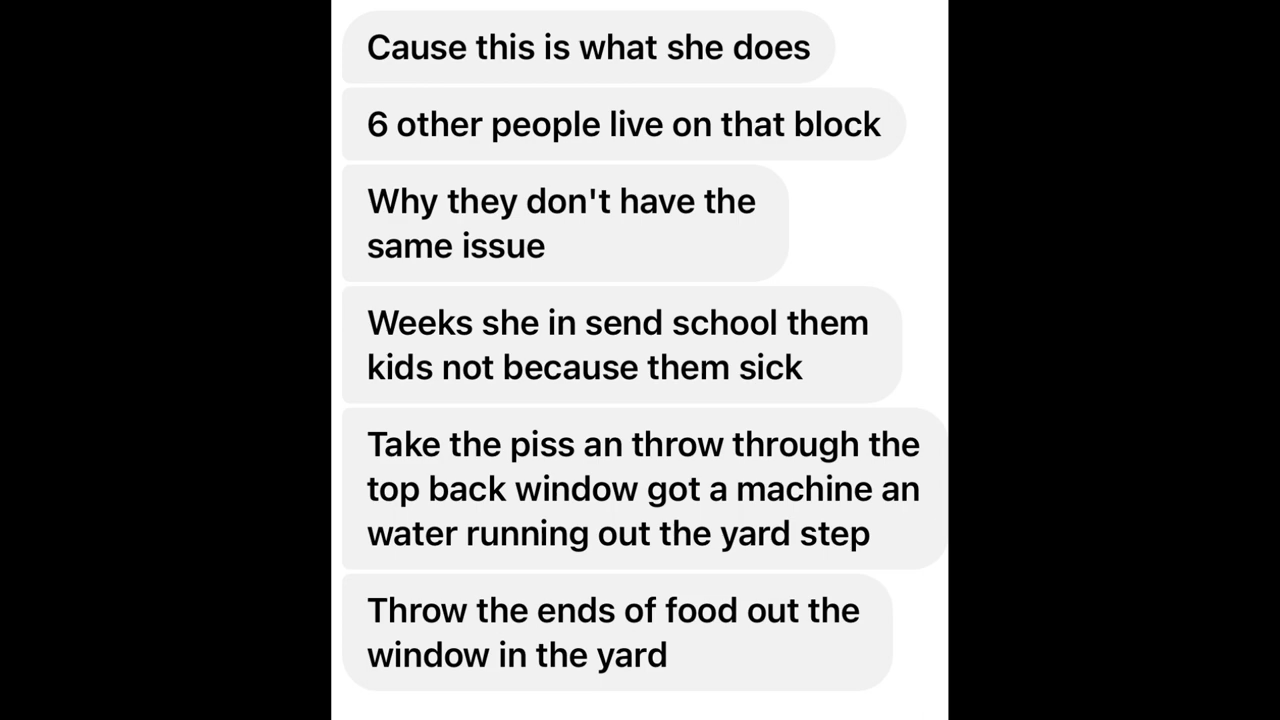 Cause this is what she does
6 other people live on that block
Why they don't have the
same issue
Weeks she in send school them
kids not because them sick
Take the piss an throw through the
top back window got a machine an
water running out the yard step
Throw the ends of food out the
window in the yard